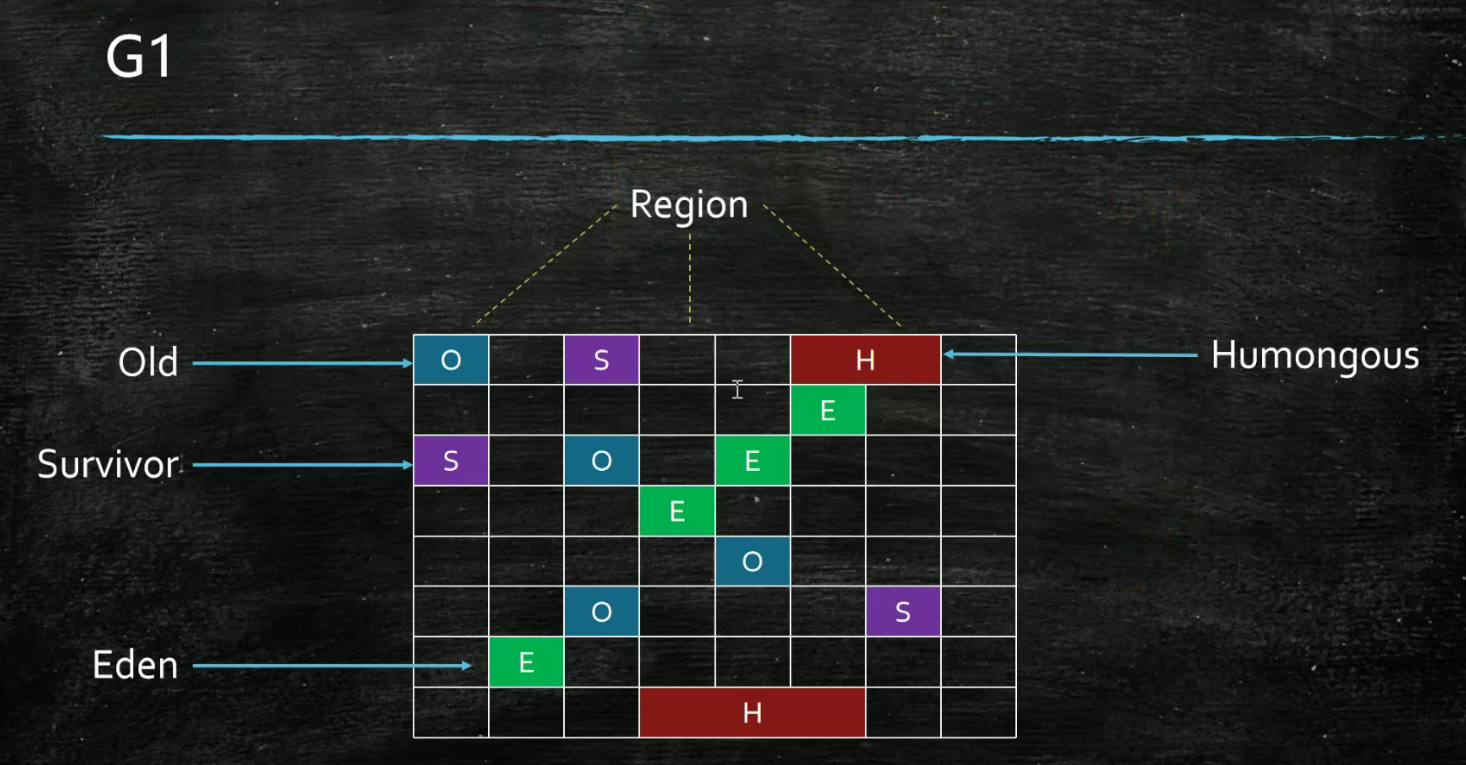 G1
Region
Old O S H Humongous
E
Survivor S O E
E
O
O S
Eden E
H